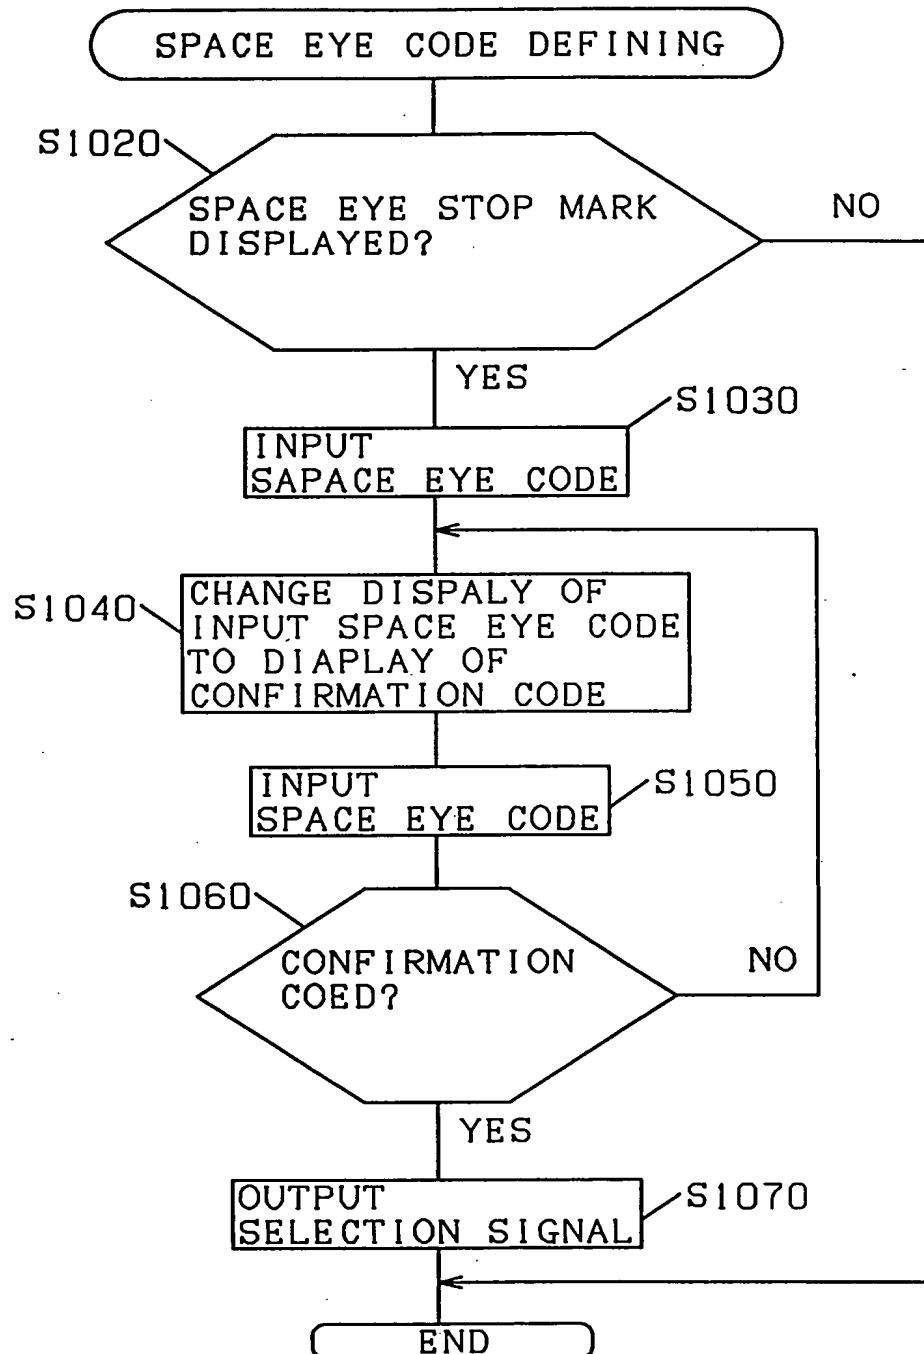 SPACE EYE CODE DEFINING
S1020
SPACE EYE STOP MARK
DISPLAYED?
NO
YES
S1030
INPUT
SAPACE EYE CODE
S1040
CHANGE DISPALY OF
INPUT SPACE EYE CODE
TO DIAPLAY OF
CONFIRMATION CODE
INPUT
SPACE EYE CODE
S1050
S1060
CONFIRMATION
COED?
NO
YES
OUTPUT
SELECTION SIGNAL
S1070
END